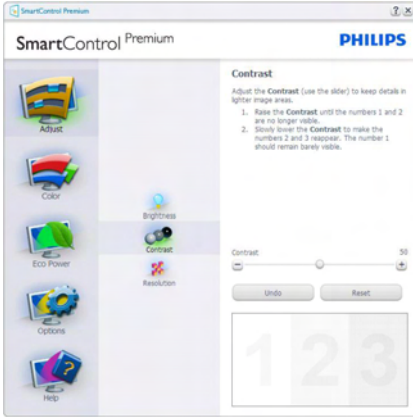 SmartControl Premium
SmartControl Premium
PHILIPS
Adjust
Color
Eco Power
Options
Help
Brightness
Contrast
Resolution
Contrast
Adjust the Contrast (use the slider) to keep details in
lighter image areas.
1. Raise the Contrast until the numbers 1 and 2
are no longer visible.
2. Slowly lower the Contrast to make the
numbers 2 and 3 reappear. The number 1
should remain barely visible.
Contrast 50
Undo Reset
1 2 3